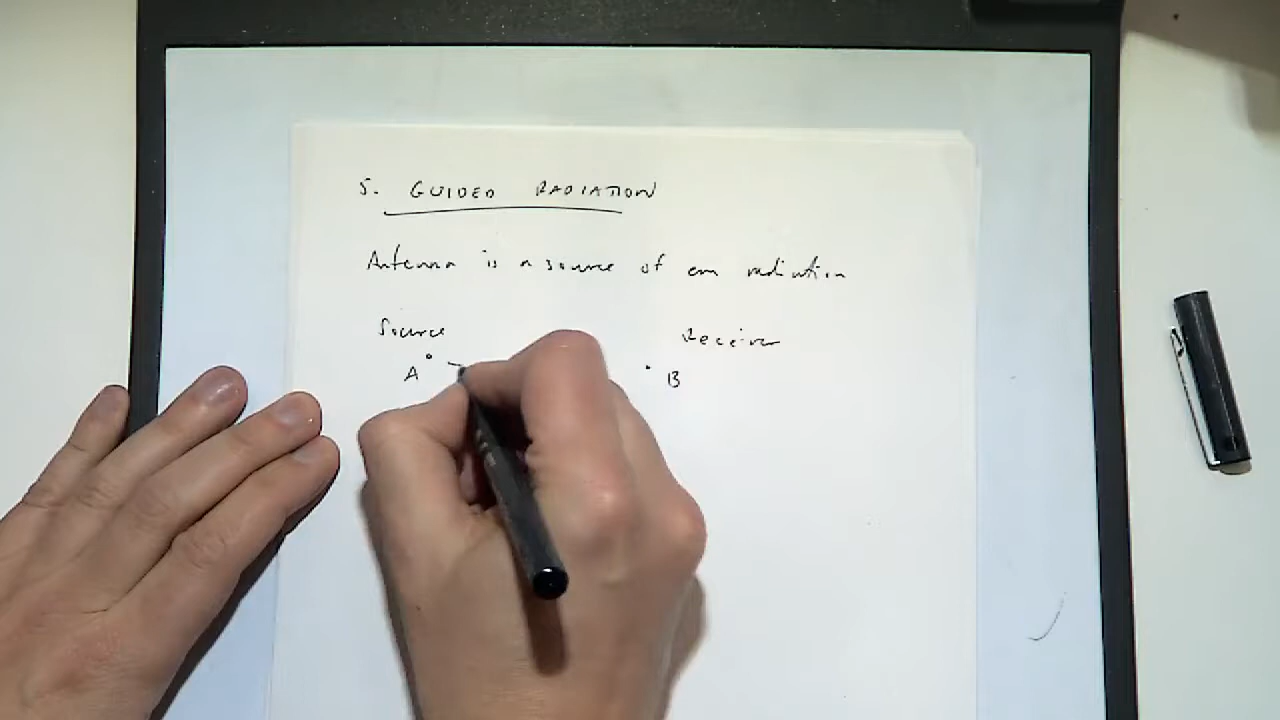 5. GUIDED RADIATION
Antenna is a source of em radiation
Source Receiver
A B